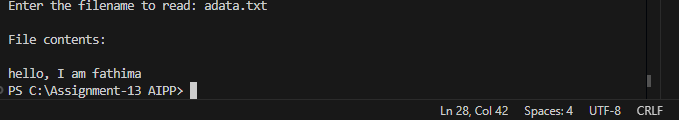 Enter the filename to read: adata.txt
File contents:
hello, I am fathima
PS C:\Assignment-13 AIPP>
Ln 28, Col 42 Spaces: 4 UTF-8 CRLF